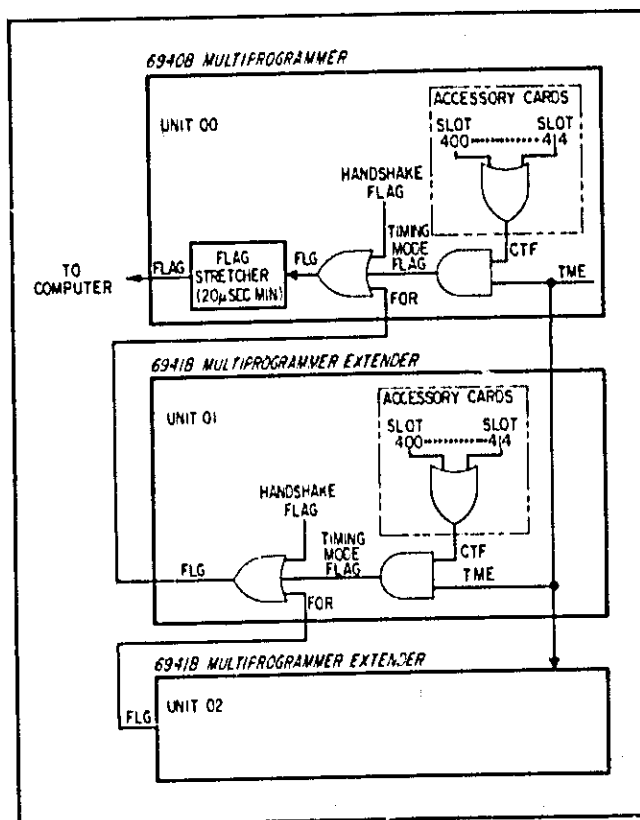 6940B MULTIPROGRAMMER
UNIT 00
ACCESSORY CARDS
SLOT SLOT
400 414
HANDSHAKE
FLAG
TIMING
MODE
FLAG
CTF
TO
COMPUTER
FLAG
FLAG
STRETCHER
(20µSEC MIN)
FLG
TME
FOR
6941B MULTIPROGRAMMER EXTENDER
UNIT 01
ACCESSORY CARDS
SLOT SLOT
400 414
HANDSHAKE
FLAG
TIMING
MODE
FLAG
CTF
TME
FLG
FOR
6941B MULTIPROGRAMMER EXTENDER
UNIT 02
FLG